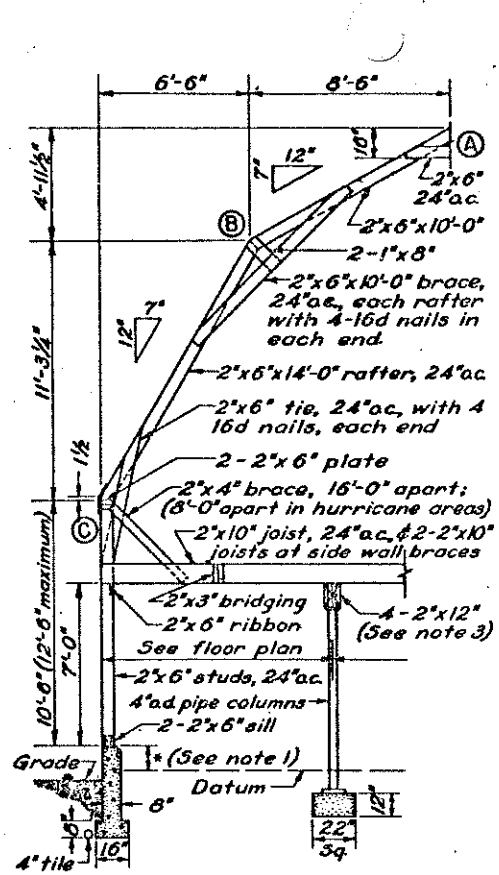 6'-6"
8'-6"
A
18"
4'-11½"
12"
7"
2"x6"
24"o.c.
2"x6"x10'-0"
B
2-1"x8"
2"x6"x10'-0" brace,
24"o.c., each rafter
with 4-16d nails in
each end.
7"
12"
11'-3¼"
2"x6"x14'-0" rafter, 24"o.c.
2"x6" tie, 24"o.c., with 4
16d nails, each end
1½
2-2"x6" plate
2"x4" brace, 16'-0" apart;
(8'-0" apart in hurricane areas)
C
2"x10" joist, 24"o.c., ¢2-2"x10"
joists at side wall braces
10'-6" (12'-6" maximum)
7'-0"
2"x3" bridging
2"x6" ribbon
4-2"x12"
(See note 3)
See floor plan
2"x6" studs, 24"o.c.
4"o.d. pipe columns
2-2"x6" sill
* (See note 1)
Grade
Datum
8"
12"
22"
sq.
16"
4" tile